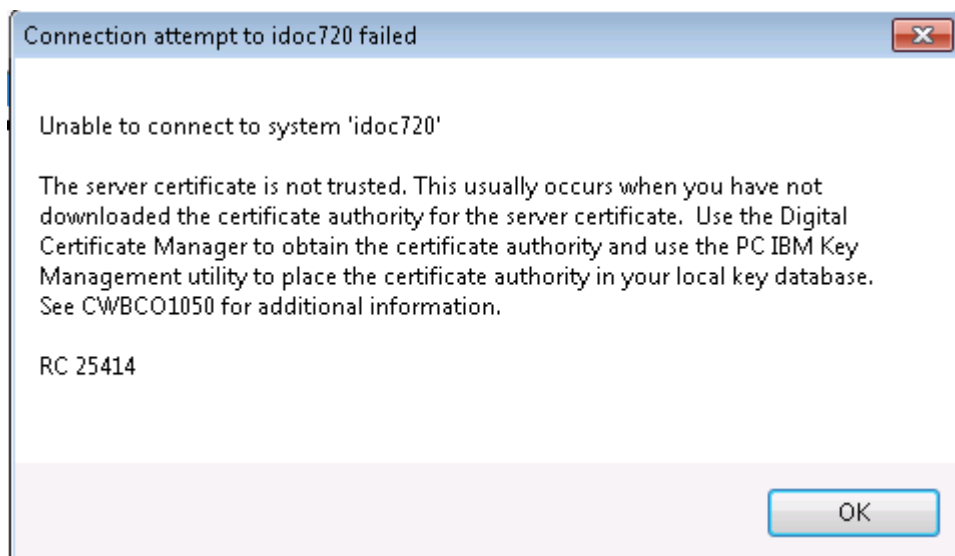 Connection attempt to idoc720 failed
Unable to connect to system 'idoc720'
The server certificate is not trusted. This usually occurs when you have not
downloaded the certificate authority for the server certificate.  Use the Digital
Certificate Manager to obtain the certificate authority and use the PC IBM Key
Management utility to place the certificate authority in your local key database.
See CWBCO1050 for additional information.
RC 25414
OK